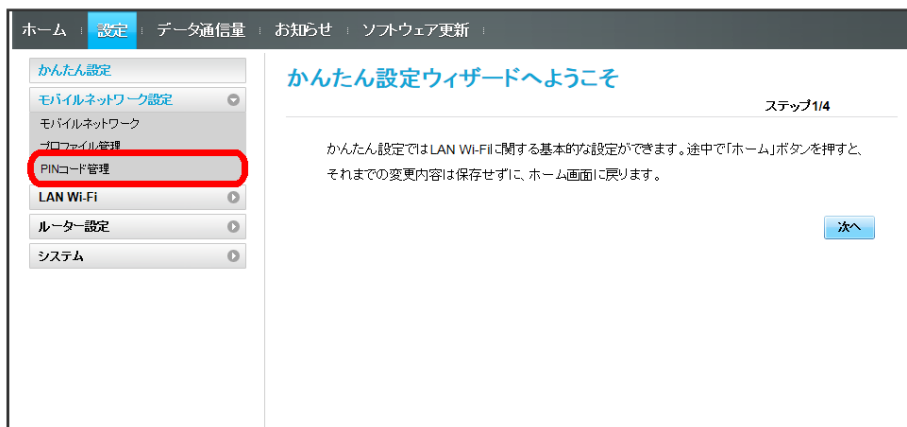 ホーム 設定 データ通信量 お知らせ ソフトウェア更新
かんたん設定
モバイルネットワーク設定
モバイルネットワーク
プロファイル管理
PINコード管理
LAN Wi-Fi
ルーター設定
システム
かんたん設定ウィザードへようこそ
ステップ1/4
かんたん設定ではLAN Wi-Fiに関する基本的な設定ができます。途中で「ホーム」ボタンを押すと、
それまでの変更内容は保存せずに、ホーム画面に戻ります。
次へ